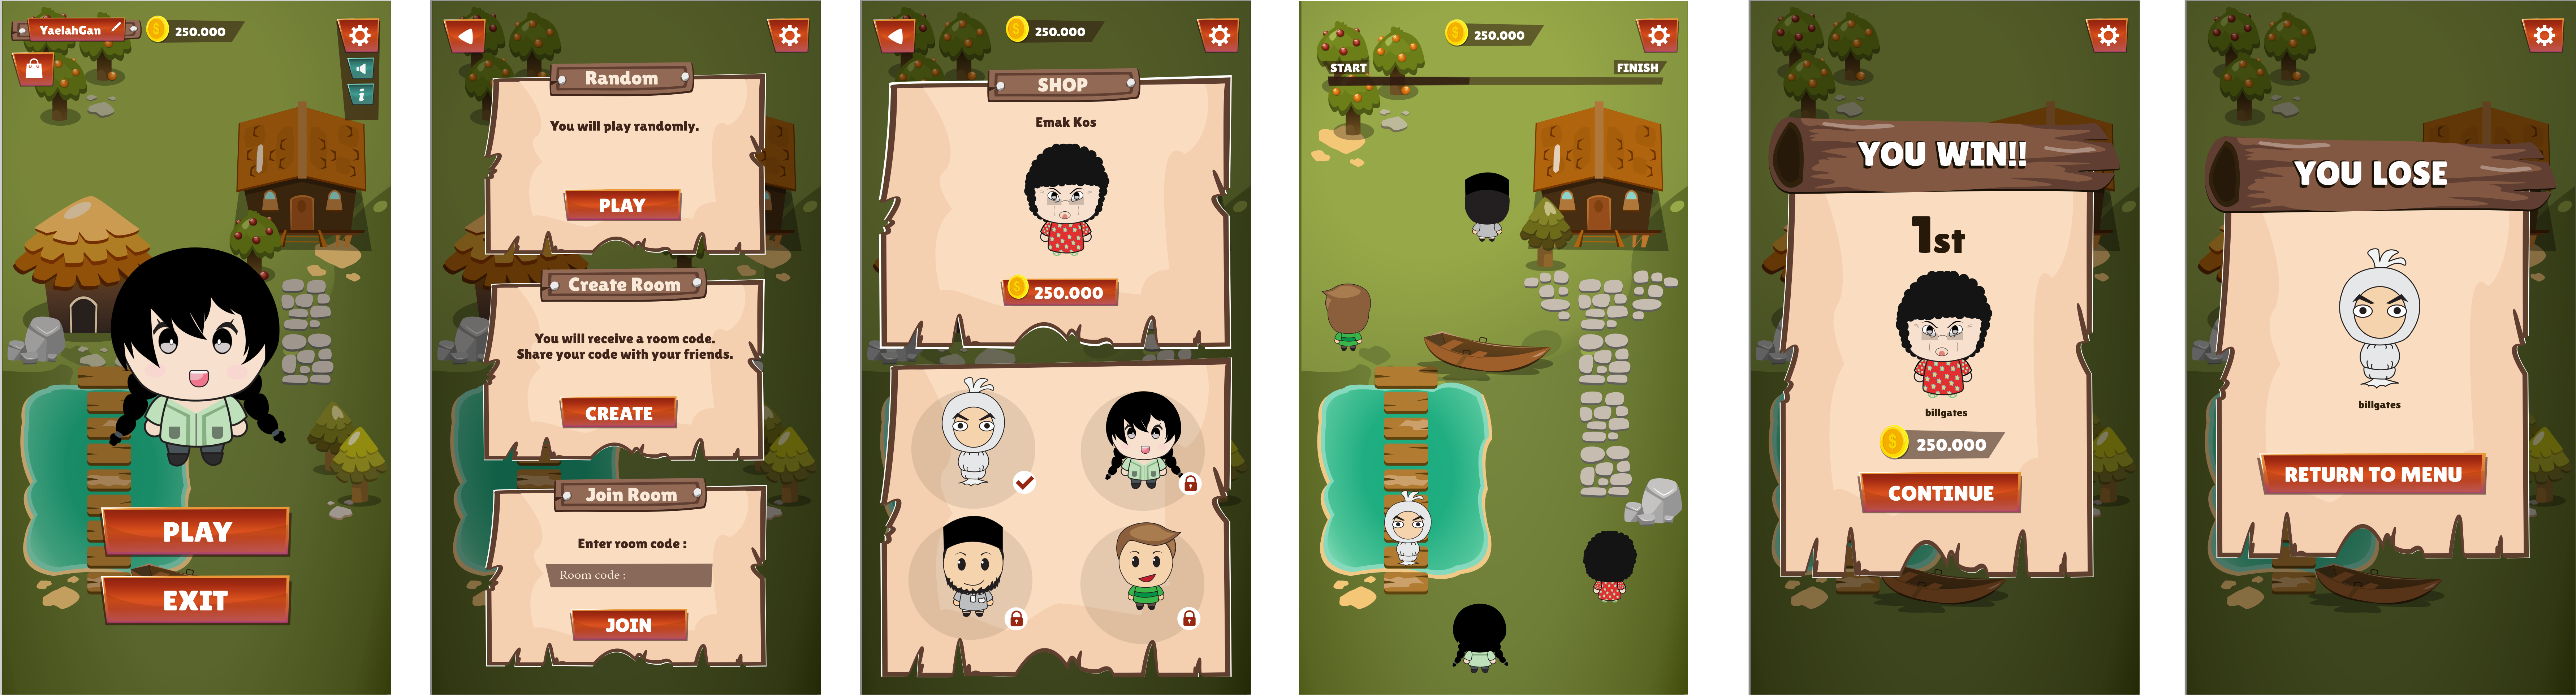 YaelahGan
250.000
i
PLAY
EXIT
250.000
Random
You will play randomly.
PLAY
Create Room
You will receive a room code.
Share your code with your friends.
CREATE
Join Room
Enter room code :
Room code :
JOIN
250.000
SHOP
Emak Kos
250.000
250.000
START
FINISH
YOU WIN!!
1st
billgates
250.000
CONTINUE
YOU LOSE
billgates
RETURN TO MENU